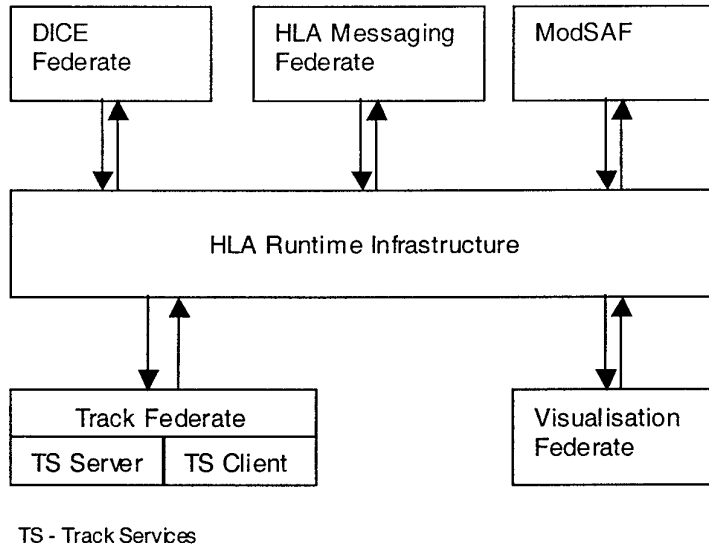 DICE
Federate
HLA Messaging
Federate
ModSAF
HLA Runtime Infrastructure
Track Federate
TS Server
TS Client
Visualisation
Federate
TS - Track Services